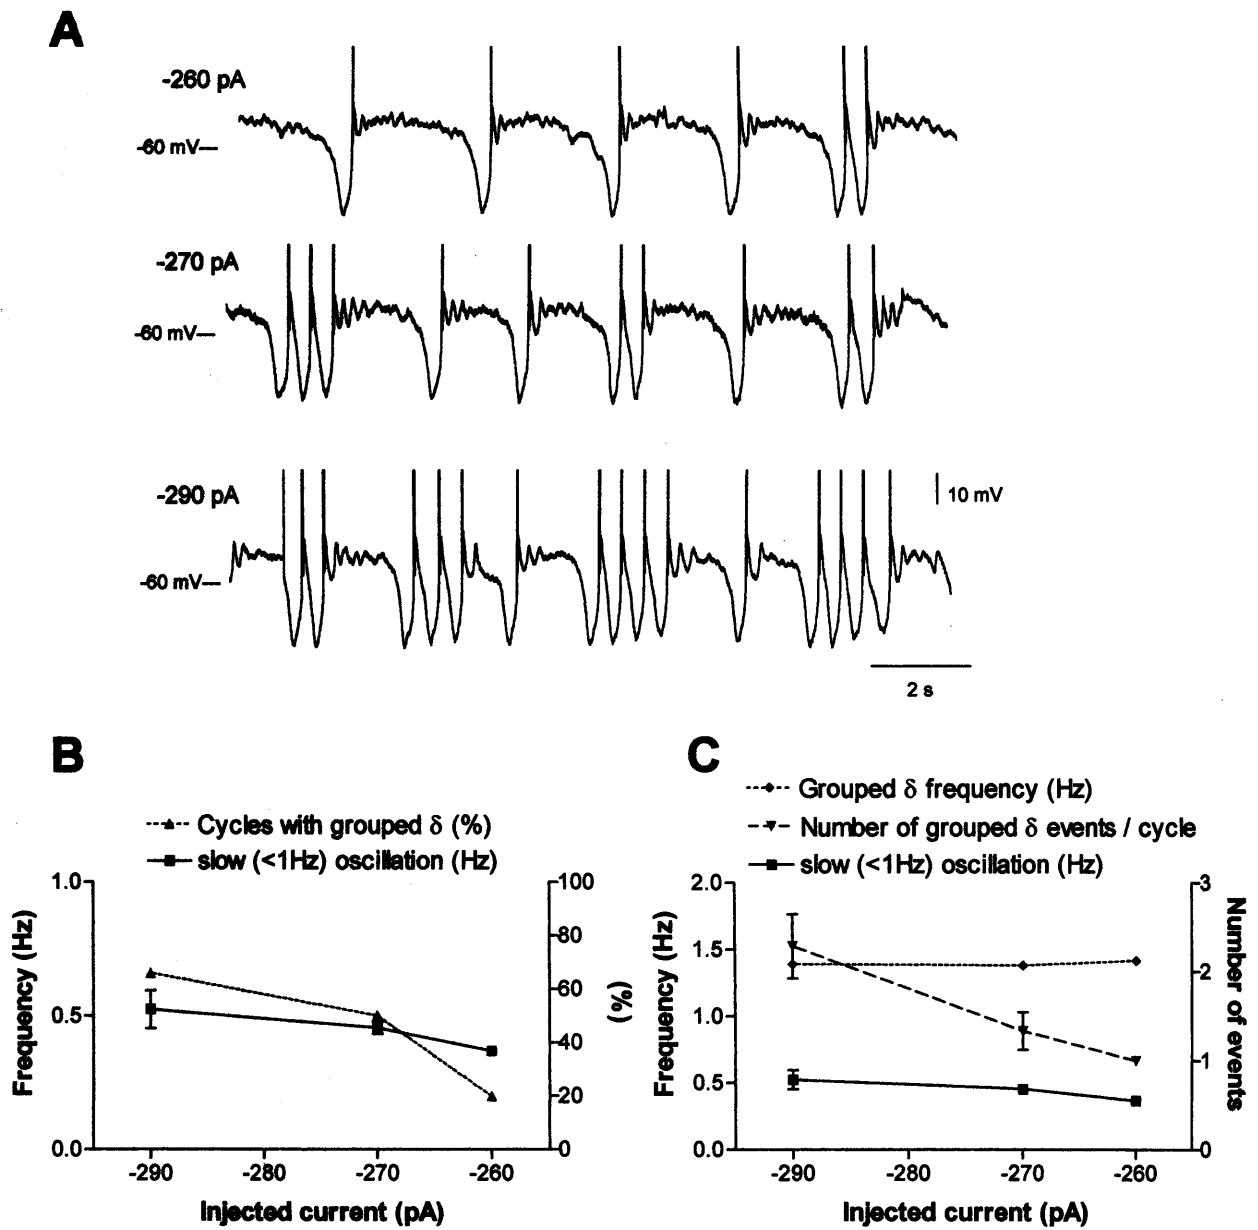 A
-260 pA
-60 mV—
-270 pA
-60 mV—
-290 pA
10 mV
-60 mV—
2 s
B
Cycles with grouped δ (%)
slow (<1Hz) oscillation (Hz)
1.0
0.5
0.0
Frequency (Hz)
100
80
60
40
20
0
(%)
-290 -280 -270 -260
Injected current (pA)
C
Grouped δ frequency (Hz)
Number of grouped δ events / cycle
slow (<1Hz) oscillation (Hz)
2.0
1.5
1.0
0.5
0.0
Frequency (Hz)
3
2
1
0
Number of events
-290 -280 -270 -260
Injected current (pA)